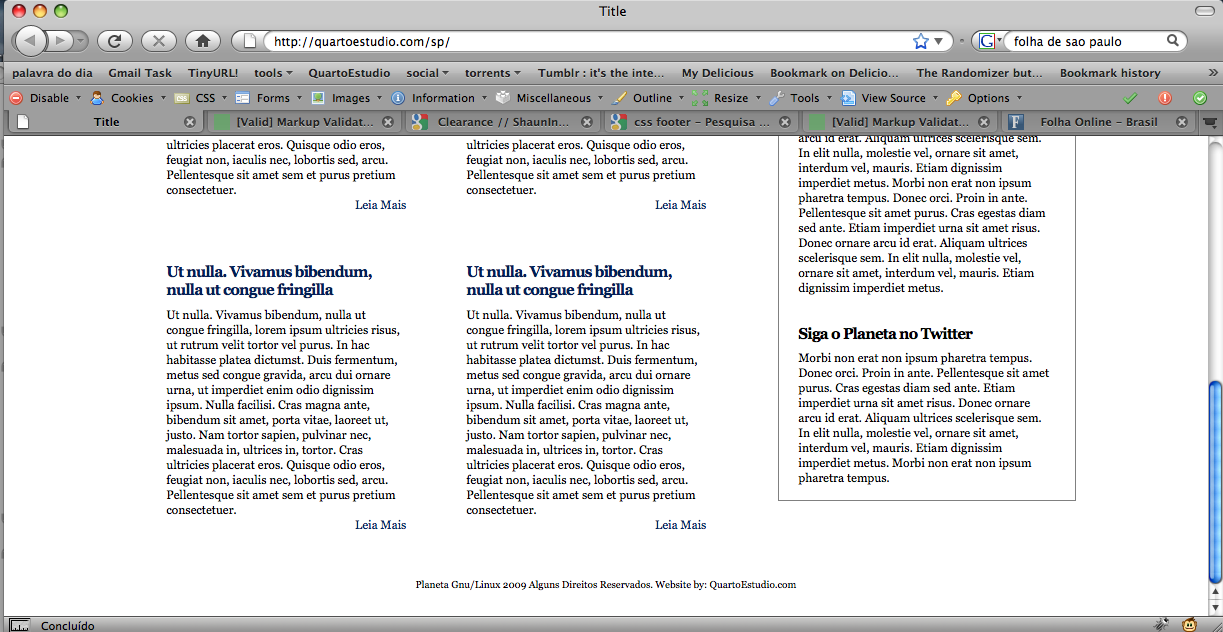 Title
http://quartoestudio.com/sp/
G
folha de sao paulo
palavra do dia Gmail Task TinyURL! tools QuartoEstudio social torrents Tumblr : it's the inte... My Delicious Bookmark on Delicio... The Randomizer but... Bookmark history »
Disable Cookies CSS Forms Images Information Miscellaneous Outline Resize Tools View Source Options
Title [Valid] Markup Validat... Clearance // ShaunIn... css footer – Pesquisa ... [Valid] Markup Validat... F Folha Online – Brasil
ultricies placerat eros. Quisque odio eros,
feugiat non, iaculis nec, lobortis sed, arcu.
Pellentesque sit amet sem et purus pretium
consectetuer.
Leia Mais
ultricies placerat eros. Quisque odio eros,
feugiat non, iaculis nec, lobortis sed, arcu.
Pellentesque sit amet sem et purus pretium
consectetuer.
Leia Mais
Ut nulla. Vivamus bibendum,
nulla ut congue fringilla
Ut nulla. Vivamus bibendum, nulla ut
congue fringilla, lorem ipsum ultricies risus,
ut rutrum velit tortor vel purus. In hac
habitasse platea dictumst. Duis fermentum,
metus sed congue gravida, arcu dui ornare
urna, ut imperdiet enim odio dignissim
ipsum. Nulla facilisi. Cras magna ante,
bibendum sit amet, porta vitae, laoreet ut,
justo. Nam tortor sapien, pulvinar nec,
malesuada in, ultrices in, tortor. Cras
ultricies placerat eros. Quisque odio eros,
feugiat non, iaculis nec, lobortis sed, arcu.
Pellentesque sit amet sem et purus pretium
consectetuer.
Leia Mais
Ut nulla. Vivamus bibendum,
nulla ut congue fringilla
Ut nulla. Vivamus bibendum, nulla ut
congue fringilla, lorem ipsum ultricies risus,
ut rutrum velit tortor vel purus. In hac
habitasse platea dictumst. Duis fermentum,
metus sed congue gravida, arcu dui ornare
urna, ut imperdiet enim odio dignissim
ipsum. Nulla facilisi. Cras magna ante,
bibendum sit amet, porta vitae, laoreet ut,
justo. Nam tortor sapien, pulvinar nec,
malesuada in, ultrices in, tortor. Cras
ultricies placerat eros. Quisque odio eros,
feugiat non, iaculis nec, lobortis sed, arcu.
Pellentesque sit amet sem et purus pretium
consectetuer.
Leia Mais
arcu id erat. Aliquam ultrices scelerisque sem.
In elit nulla, molestie vel, ornare sit amet,
interdum vel, mauris. Etiam dignissim
imperdiet metus. Morbi non erat non ipsum
pharetra tempus. Donec orci. Proin in ante.
Pellentesque sit amet purus. Cras egestas diam
sed ante. Etiam imperdiet urna sit amet risus.
Donec ornare arcu id erat. Aliquam ultrices
scelerisque sem. In elit nulla, molestie vel,
ornare sit amet, interdum vel, mauris. Etiam
dignissim imperdiet metus.
Siga o Planeta no Twitter
Morbi non erat non ipsum pharetra tempus.
Donec orci. Proin in ante. Pellentesque sit amet
purus. Cras egestas diam sed ante. Etiam
imperdiet urna sit amet risus. Donec ornare
arcu id erat. Aliquam ultrices scelerisque sem.
In elit nulla, molestie vel, ornare sit amet,
interdum vel, mauris. Etiam dignissim
imperdiet metus. Morbi non erat non ipsum
pharetra tempus.
Planeta Gnu/Linux 2009 Alguns Direitos Reservados. Website by: QuartoEstudio.com
Concluído